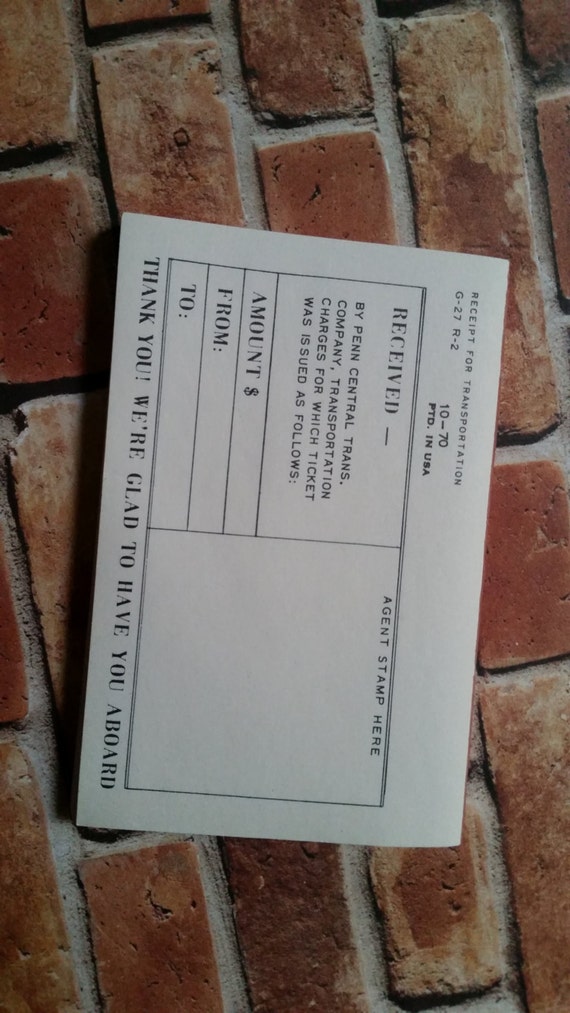 RECEIPT FOR TRANSPORTATION
G-27 R-2
10-70
PTD. IN USA
RECEIVED —
BY PENN CENTRAL TRANS.
COMPANY, TRANSPORTATION
CHARGES FOR WHICH TICKET
WAS ISSUED AS FOLLOWS:
AMOUNT $
FROM:
TO:
AGENT STAMP HERE
THANK YOU! WE'RE GLAD TO HAVE YOU ABOARD